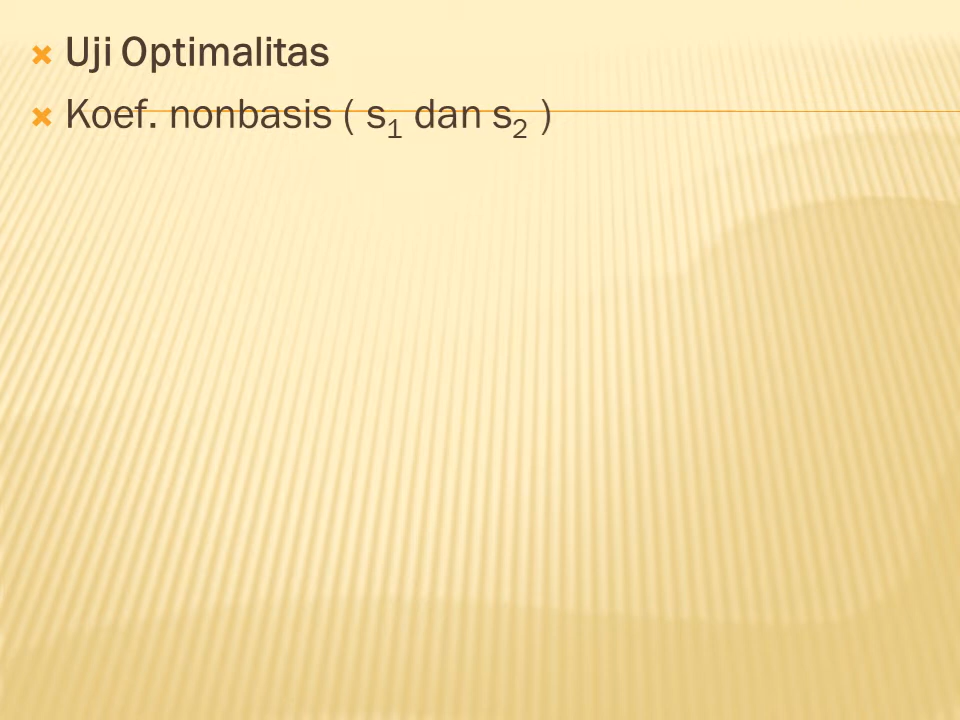 Uji Optimalitas
Koef. nonbasis ( s₁ dan s₂ )